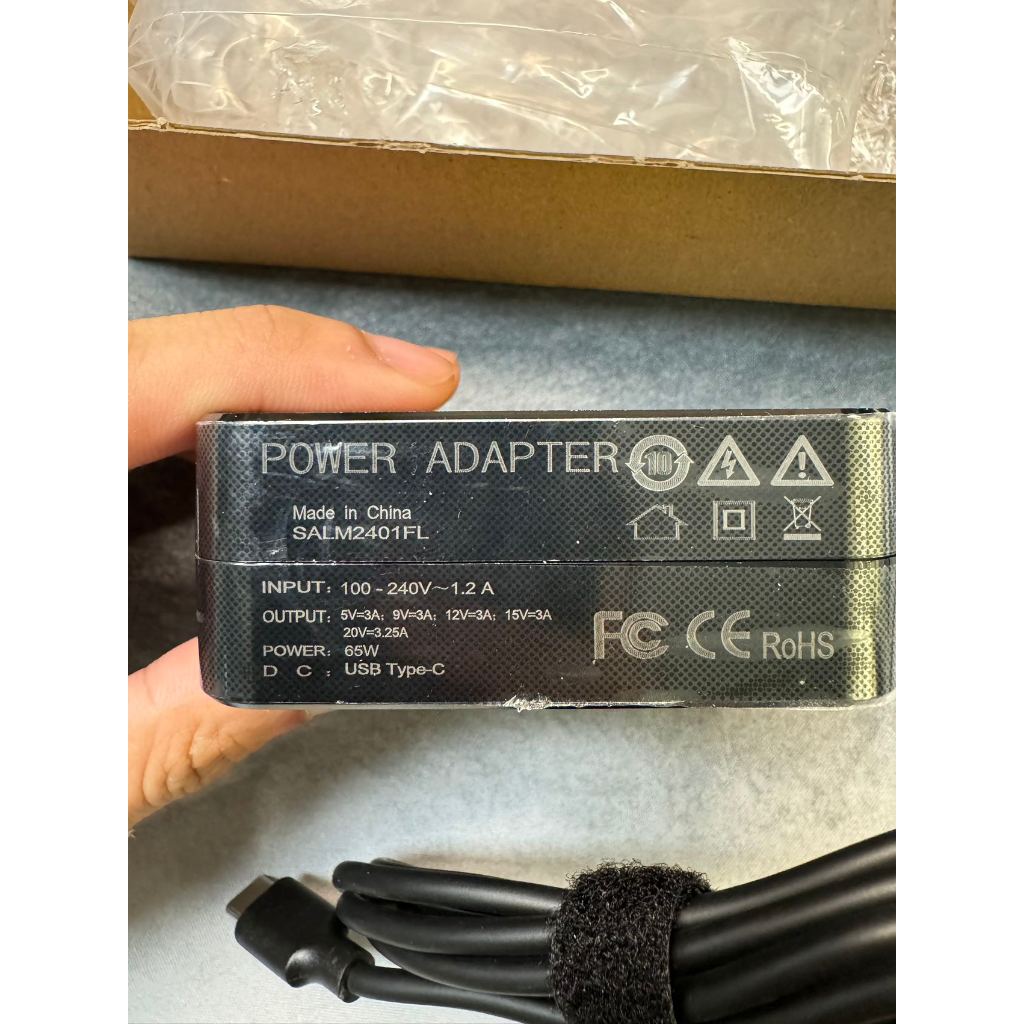 POWER ADAPTER 10
Made in China
SALM2401FL
INPUT: 100-240V~1.2 A
OUTPUT: 5V=3A; 9V=3A; 12V=3A; 15V=3A
20V=3.25A
POWER: 65W
D C : USB Type-C
FC CE RoHS